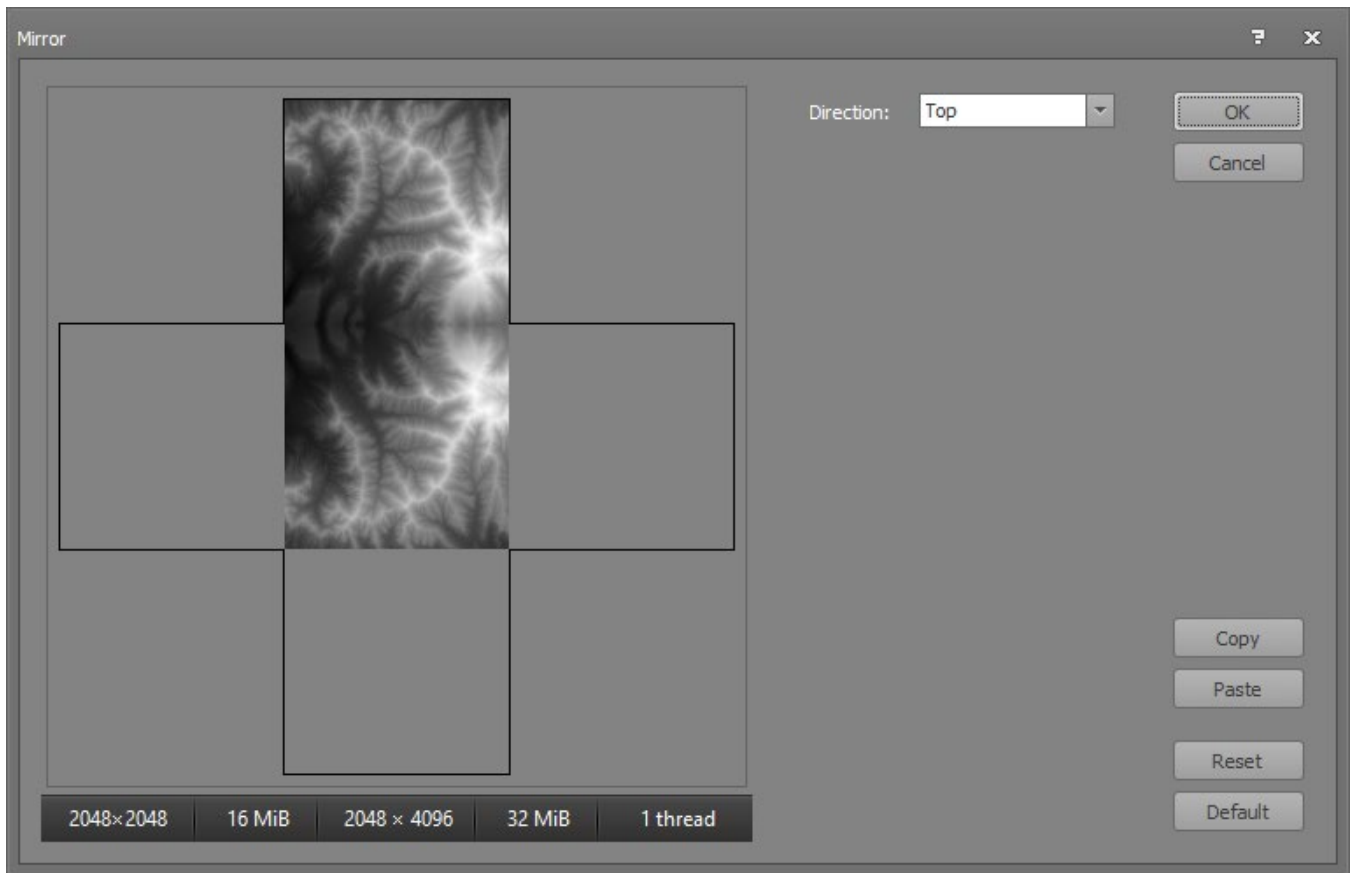 Mirror
Direction: Top
OK
Cancel
Copy
Paste
Reset
Default
2048×2048 16 MiB 2048 × 4096 32 MiB 1 thread